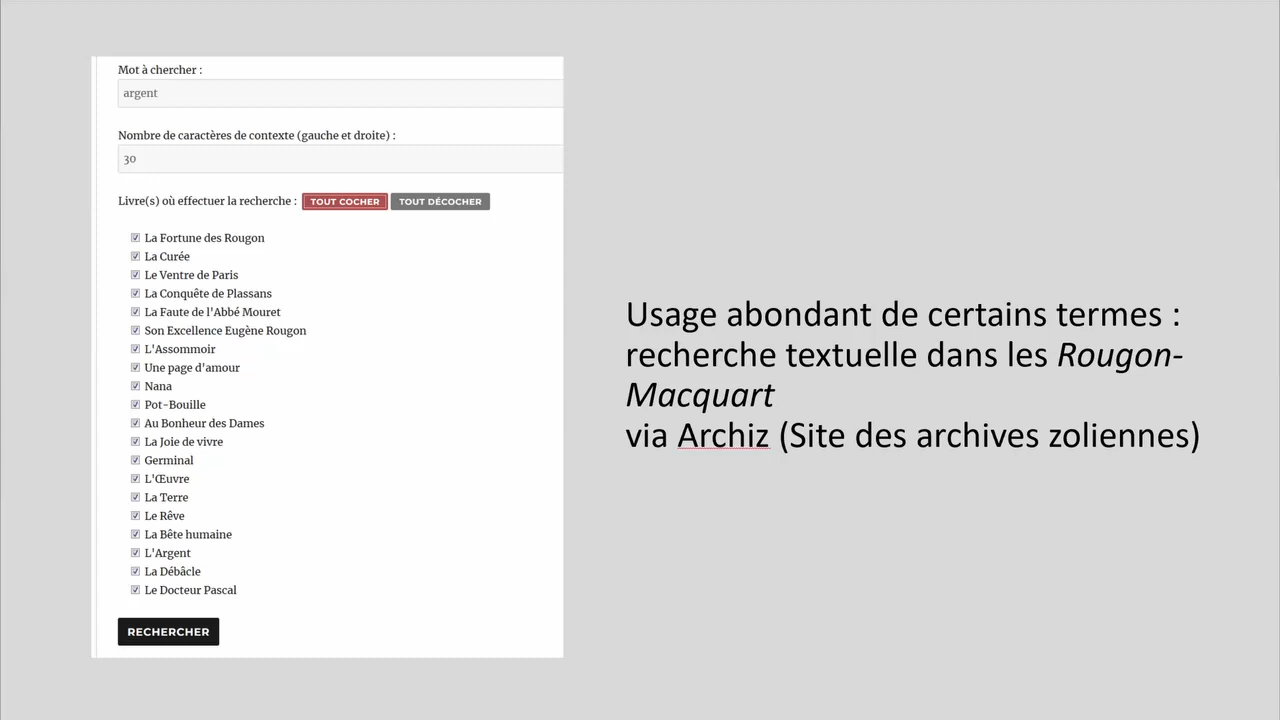 Mot à chercher :
argent
Nombre de caractères de contexte (gauche et droite) :
30
Livre(s) où effectuer la recherche : TOUT COCHER TOUT DÉCOCHER
La Fortune des Rougon
La Curée
Le Ventre de Paris
La Conquête de Plassans
La Faute de l'Abbé Mouret
Son Excellence Eugène Rougon
L'Assommoir
Une page d'amour
Nana
Pot-Bouille
Au Bonheur des Dames
La Joie de vivre
Germinal
L'Œuvre
La Terre
Le Rêve
La Bête humaine
L'Argent
La Débâcle
Le Docteur Pascal
RECHERCHER
Usage abondant de certains termes :
recherche textuelle dans les Rougon-
Macquart
via Archiz (Site des archives zoliennes)